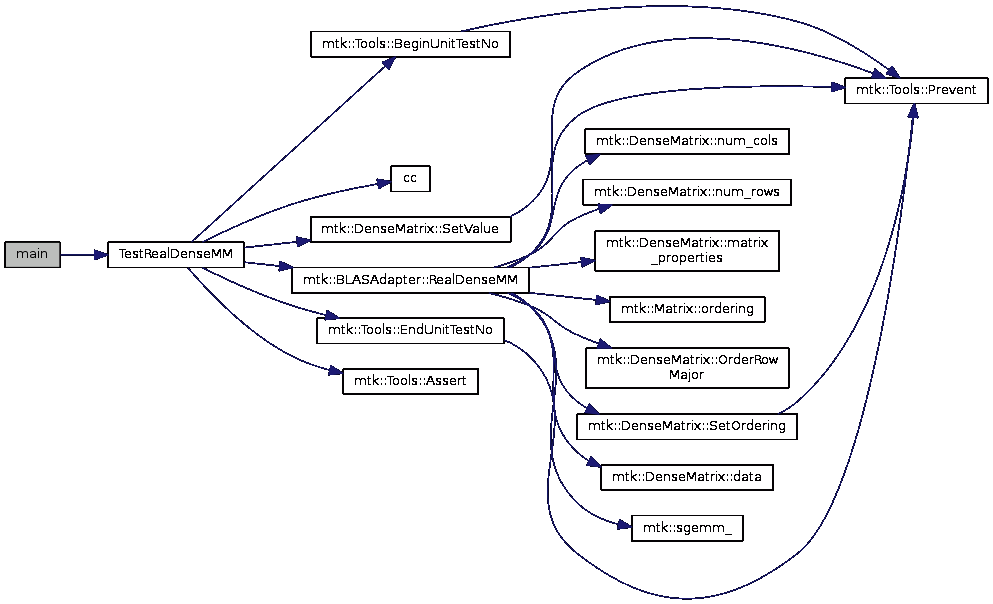 main
TestRealDenseMM
mtk::Tools::BeginUnitTestNo
cc
mtk::DenseMatrix::SetValue
mtk::BLASAdapter::RealDenseMM
mtk::Tools::EndUnitTestNo
mtk::Tools::Assert
mtk::Tools::Prevent
mtk::DenseMatrix::num_cols
mtk::DenseMatrix::num_rows
mtk::DenseMatrix::matrix
_properties
mtk::Matrix::ordering
mtk::DenseMatrix::OrderRow
Major
mtk::DenseMatrix::SetOrdering
mtk::DenseMatrix::data
mtk::sgemm_